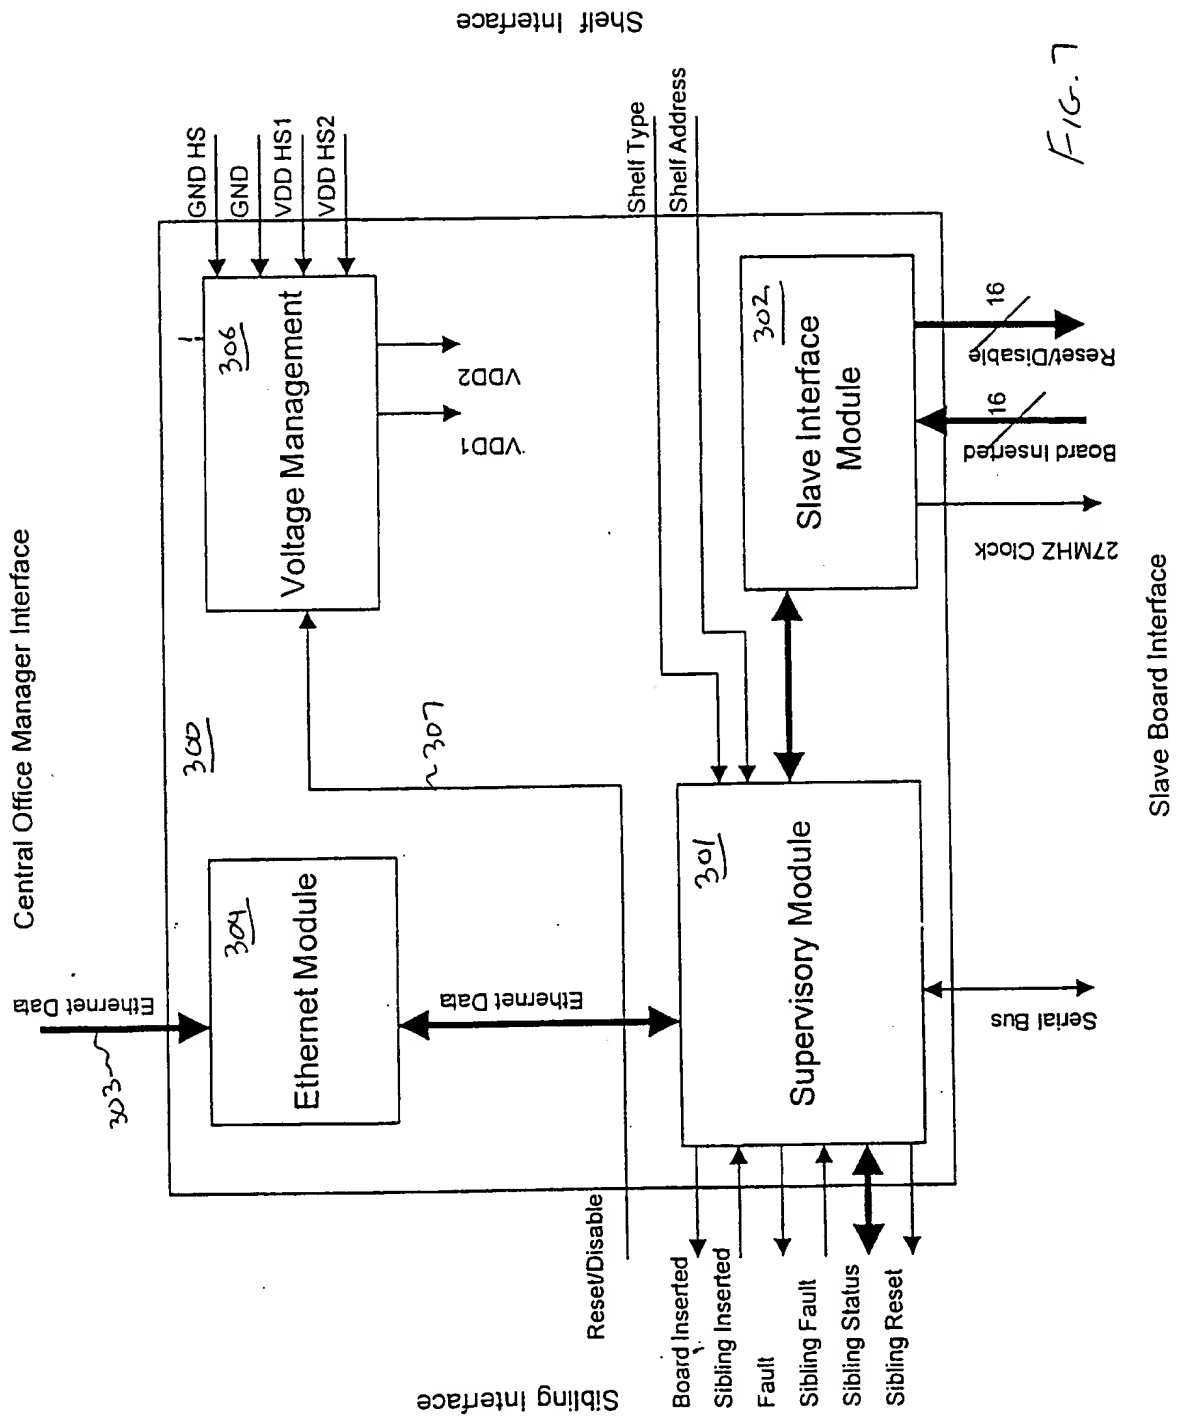 Central Office Manager Interface
303
Ethernet Data
300
304
Ethernet Module
306
Voltage Management
GND HS
GND
VDD HS1
VDD HS2
VDD1
VDD2
307
Ethernet Data
Reset/Disable
Sibling Interface
Board Inserted
Sibling Inserted
Fault
Sibling Fault
Sibling Status
Sibling Reset
301
Supervisory Module
302
Slave Interface
Module
Shelf Type
Shelf Address
Shelf Interface
Serial Bus
27MHZ Clock
Board Inserted
16
Reset/Disable
16
Slave Board Interface
FIG. 7